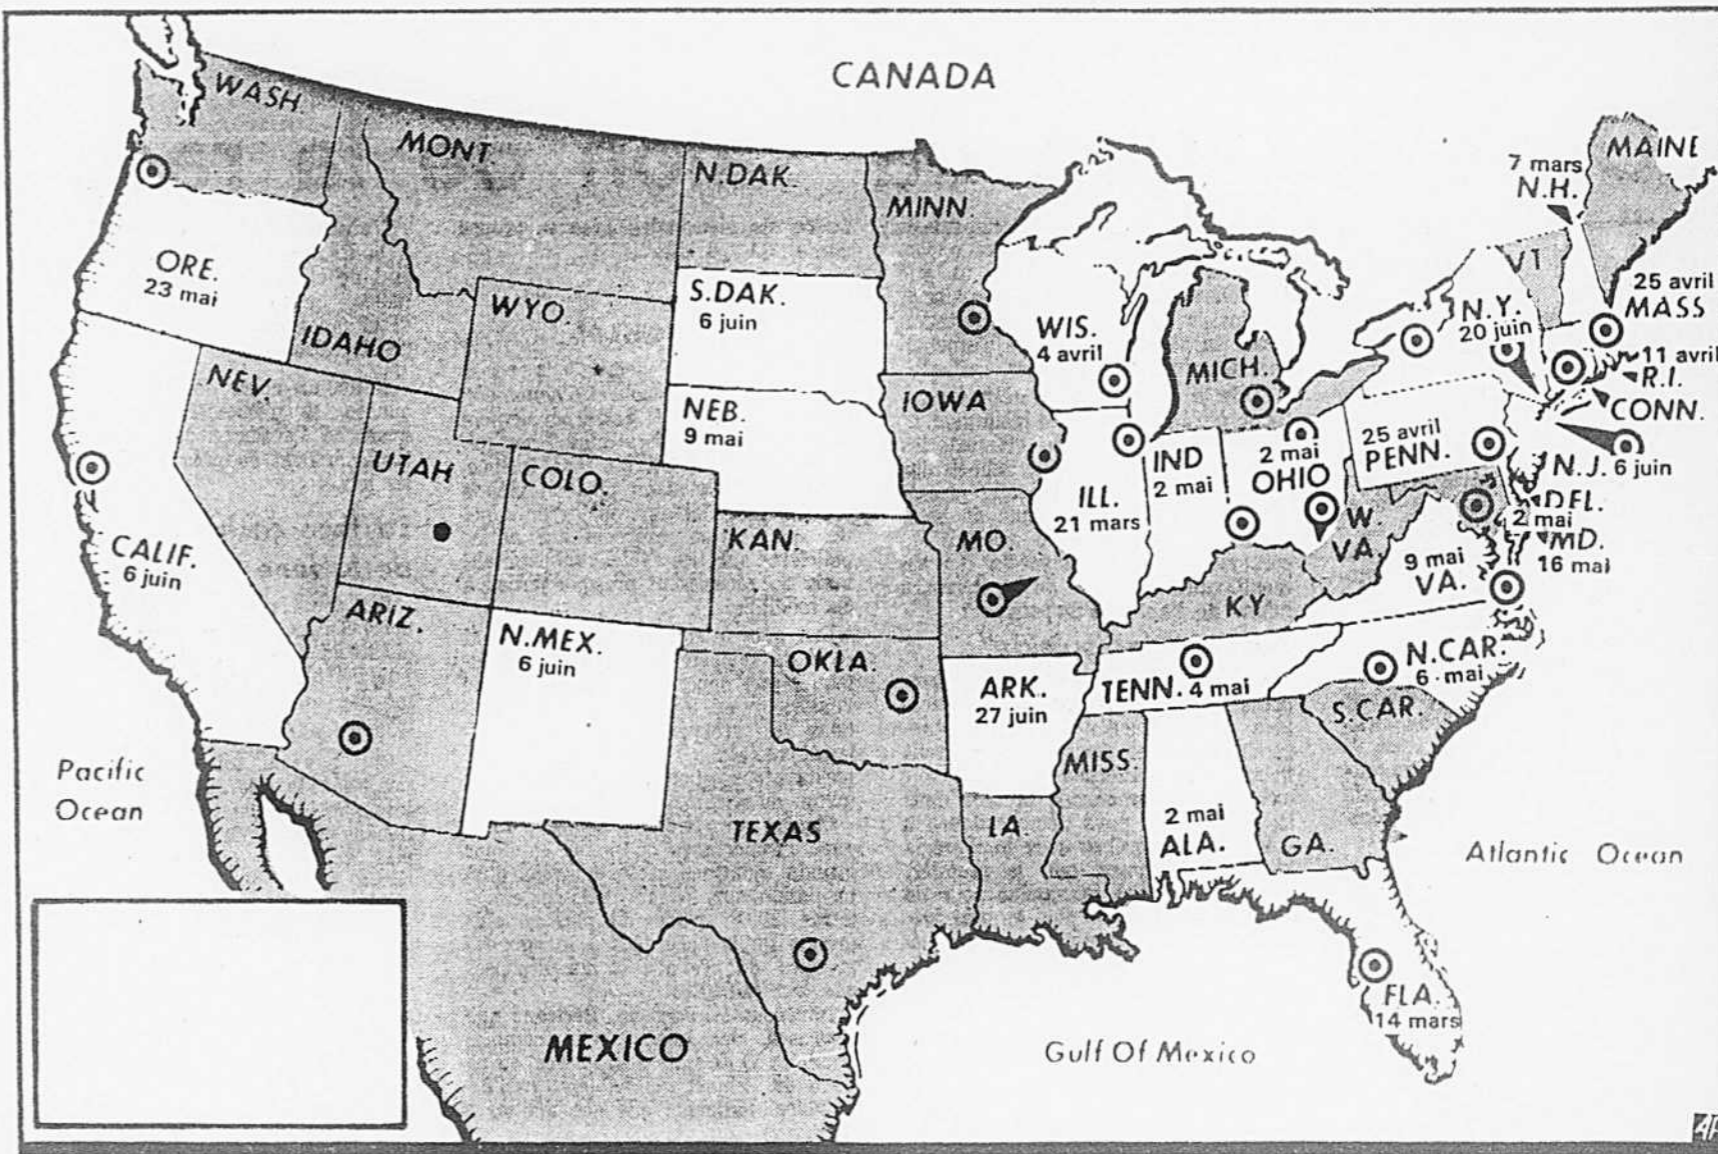 CANADA
WASH.
MONT.
N.DAK.
MINN.
MAINE
7 mars
N.H.
VT
ORE.
23 mai
IDAHO
WYO.
S.DAK.
6 juin
WIS.
4 avril
MICH.
N.Y.
20 juin
25 avril
MASS
11 avril
R.I.
CONN.
NEV.
UTAH
COLO.
NEB.
9 mai
IOWA
ILL.
21 mars
IND
2 mai
2 mai
OHIO
25 avril
PENN.
N.J. 6 juin
DEL.
2 mai
MD.
16 mai
W.
VA.
9 mai
VA.
CALIF.
6 juin
ARIZ.
N.MEX.
6 juin
KAN.
MO.
KY
OKLA.
ARK.
27 juin
TENN. 4 mai
N.CAR.
6 mai
S.CAR.
Pacific
Ocean
TEXAS
LA.
MISS.
2 mai
ALA.
GA.
Atlantic Ocean
FLA.
14 mars
MEXICO
Gulf Of Mexico
AP